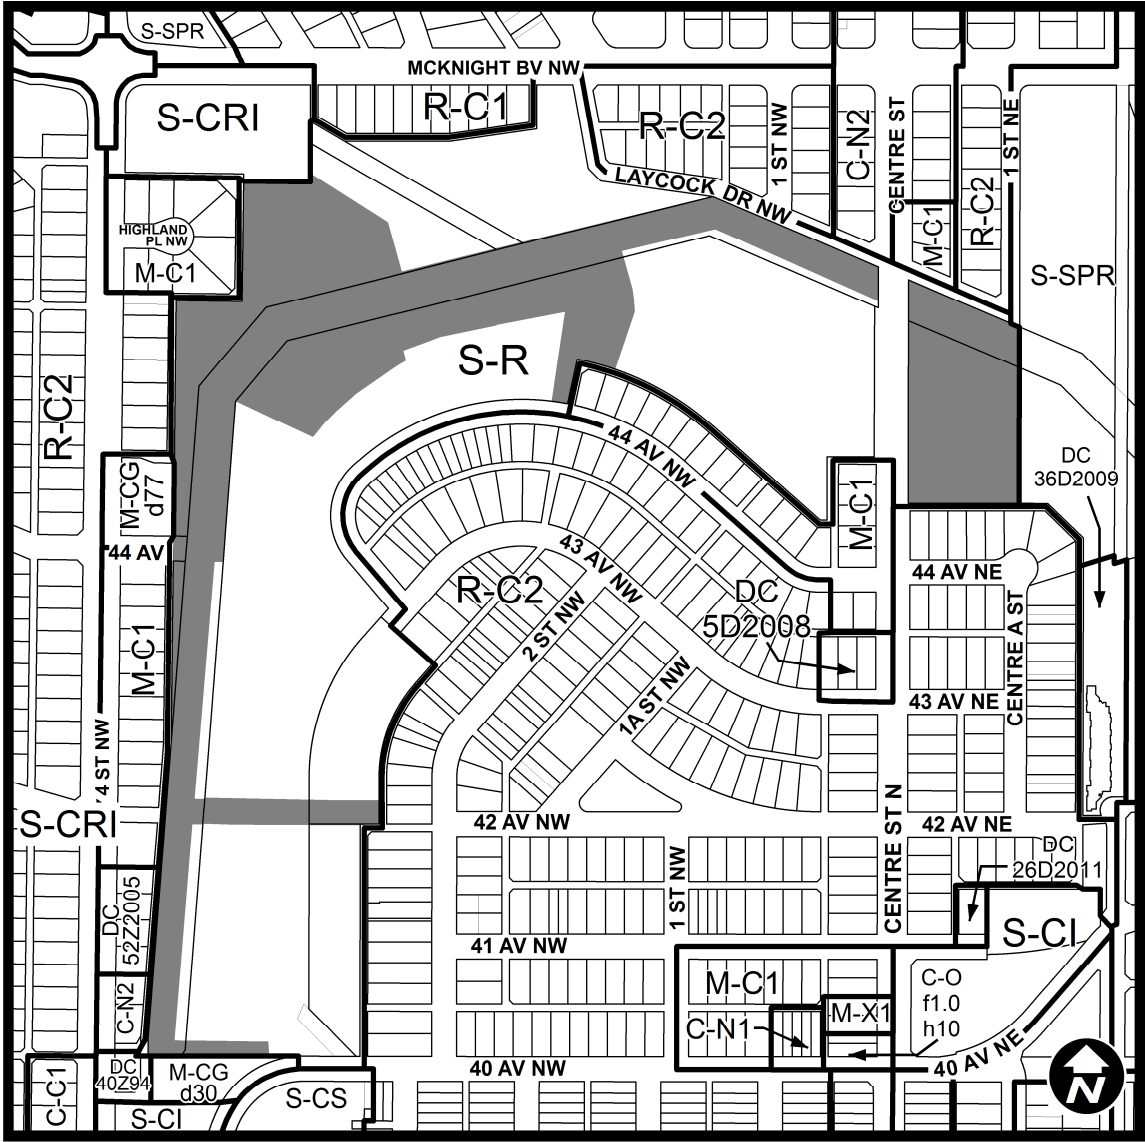 S-SPR
MCKNIGHT BV NW
S-CRI
R-C1
R-C2
1 ST NW
C-N2
CENTRE ST
1 ST NE
LAYCOCK DR NW
M-C1
R-C2
HIGHLAND
PL NW
M-C1
S-SPR
S-R
R-C2
44 AV NW
DC
36D2009
M-CG
d77
M-C1
44 AV
43 AV NW
44 AV NE
R-C2
DC
5D2008
2 ST NW
CENTRE A ST
M-C1
1A ST NW
43 AV NE
4 ST NW
S-CRI
42 AV NW
CENTRE ST N
42 AV NE
DC
26D2011
1 ST NW
DC
52Z2005
S-CI
41 AV NW
M-C1
C-O
f1.0
h10
C-N2
M-X1
C-N1
40 AV NE
DC
40Z94
M-CG
d30
40 AV NW
C-C1
S-CS
S-CI
N